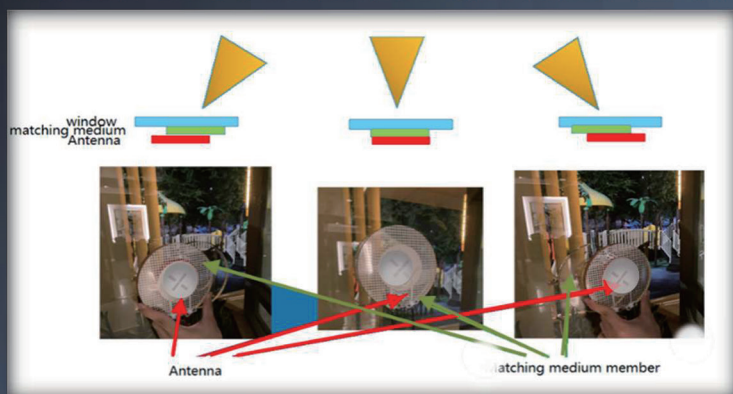 window
matching medium
Antenna
Antenna
matching medium member